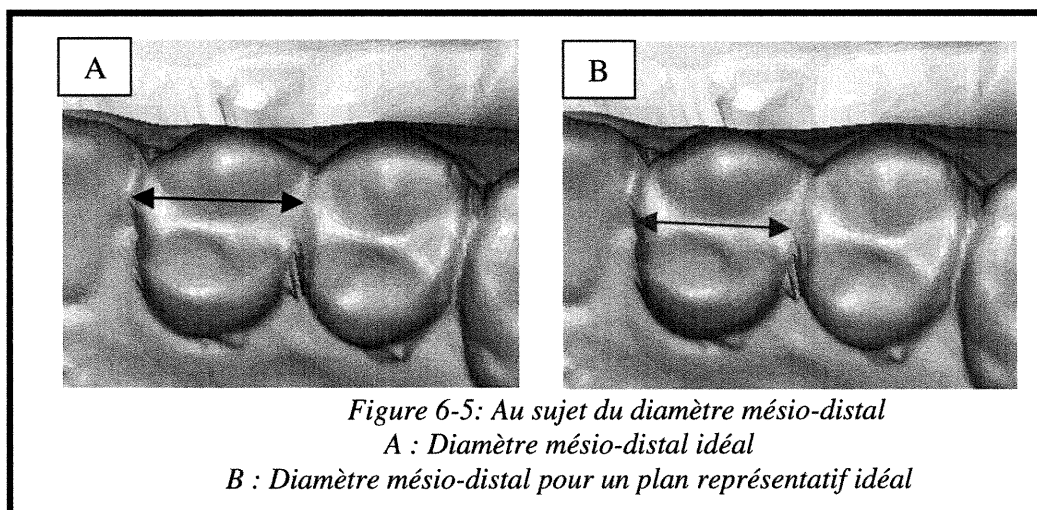 A
B
Figure 6-5: Au sujet du diamètre mésio-distal
A : Diamètre mésio-distal idéal
B : Diamètre mésio-distal pour un plan représentatif idéal